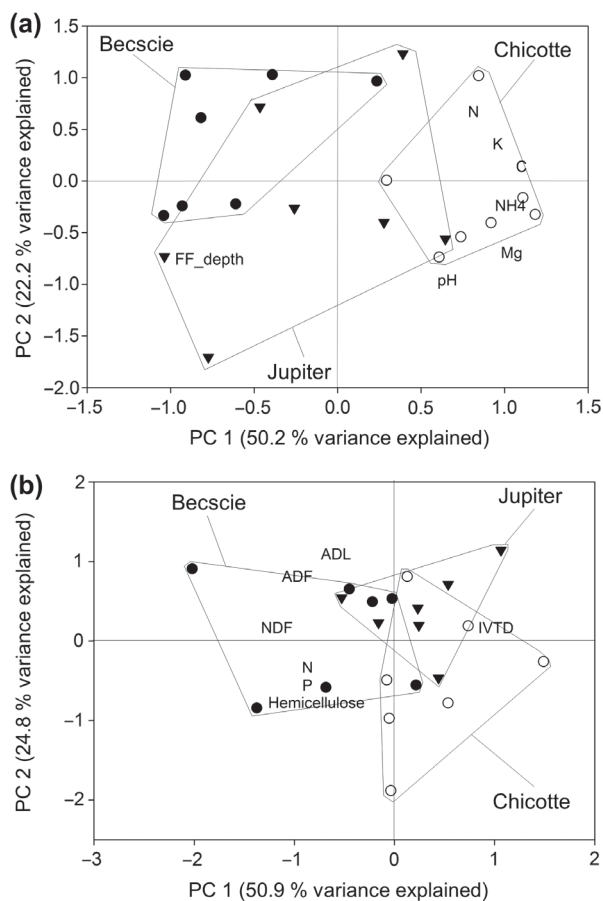 (a)
Becscie
Chicotte
1.5
1.0
0.5
0.0
−0.5
−1.0
−1.5
−2.0
N
K
C
NH4
Mg
pH
FF_depth
Jupiter
−1.5
−1.0
−0.5
0.0
0.5
1.0
1.5
PC 1 (50.2 % variance explained)
PC 2 (22.2 % variance explained)
(b)
Becscie
Jupiter
2
1
0
−1
−2
ADL
ADF
NDF
IVTD
N
P
Hemicellulose
Chicotte
−3
−2
−1
0
1
2
PC 1 (50.9 % variance explained)
PC 2 (24.8 % variance explained)